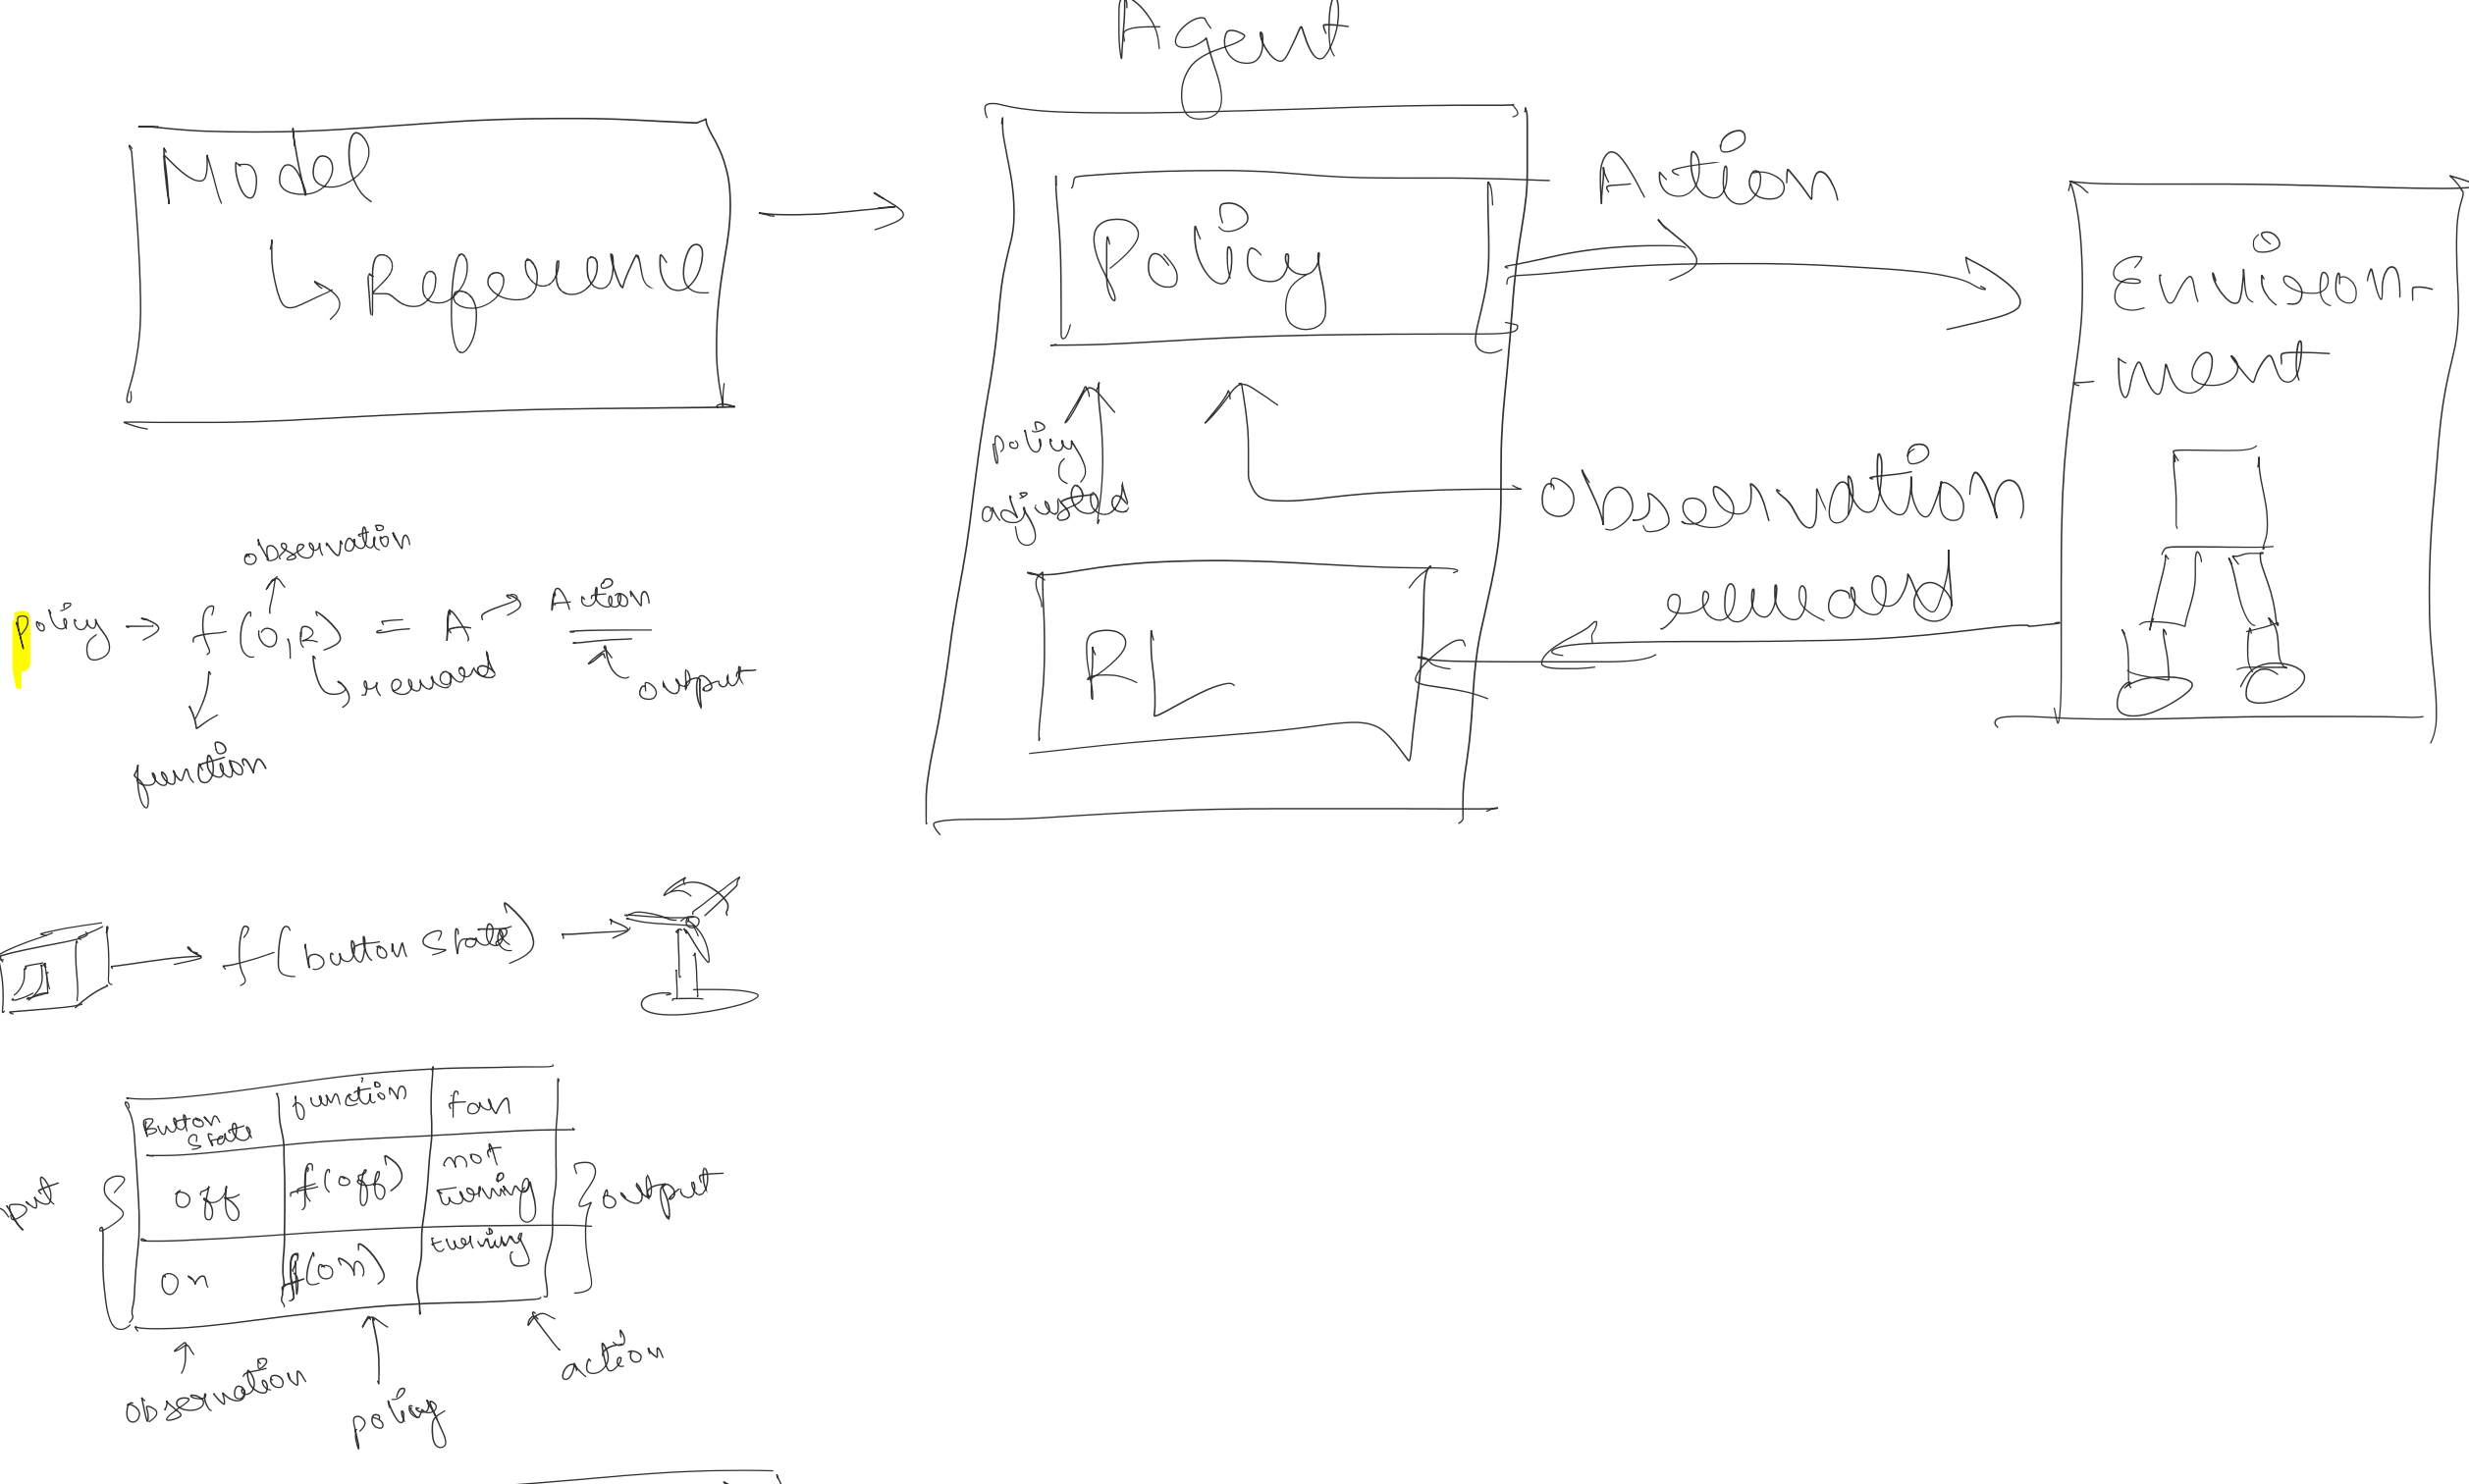 Agent
Model
Reference
Policy
Action
Environ-
ment
policy
adjusted
observation
reward
RL
observation
Policy → f(O,R) = A → Action
reward
output
function
f(button state)
Button state function fan
off f(off) not turning
on f(on) turning
put
output
observation
policy
action